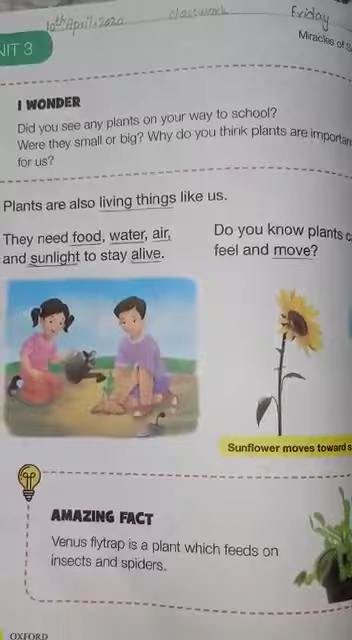 10th April, 2020 classwork Friday
NIT 3
Miracles of
I WONDER
Did you see any plants on your way to school?
Were they small or big? Why do you think plants are importan
for us?
Plants are also living things like us.
They need food, water, air,
and sunlight to stay alive.
Do you know plants c
feel and move?
Sunflower moves toward s
AMAZING FACT
Venus flytrap is a plant which feeds on
insects and spiders.
OXFORD